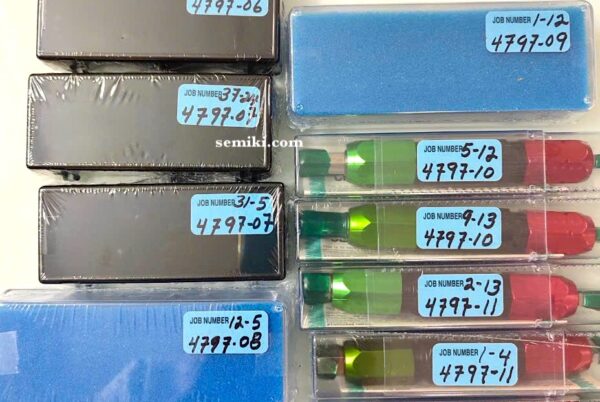 4797-06
JOB NUMBER 37-24
4797-07
semiki.com
JOB NUMBER 31-5
4797-07
JOB NUMBER 12-5
4797-08
JOB NUMBER 1-12
4797-09
JOB NUMBER 5-12
4797-10
JOB NUMBER 9-13
4797-10
JOB NUMBER 2-13
4797-11
JOB NUMBER 1-4
4797-11